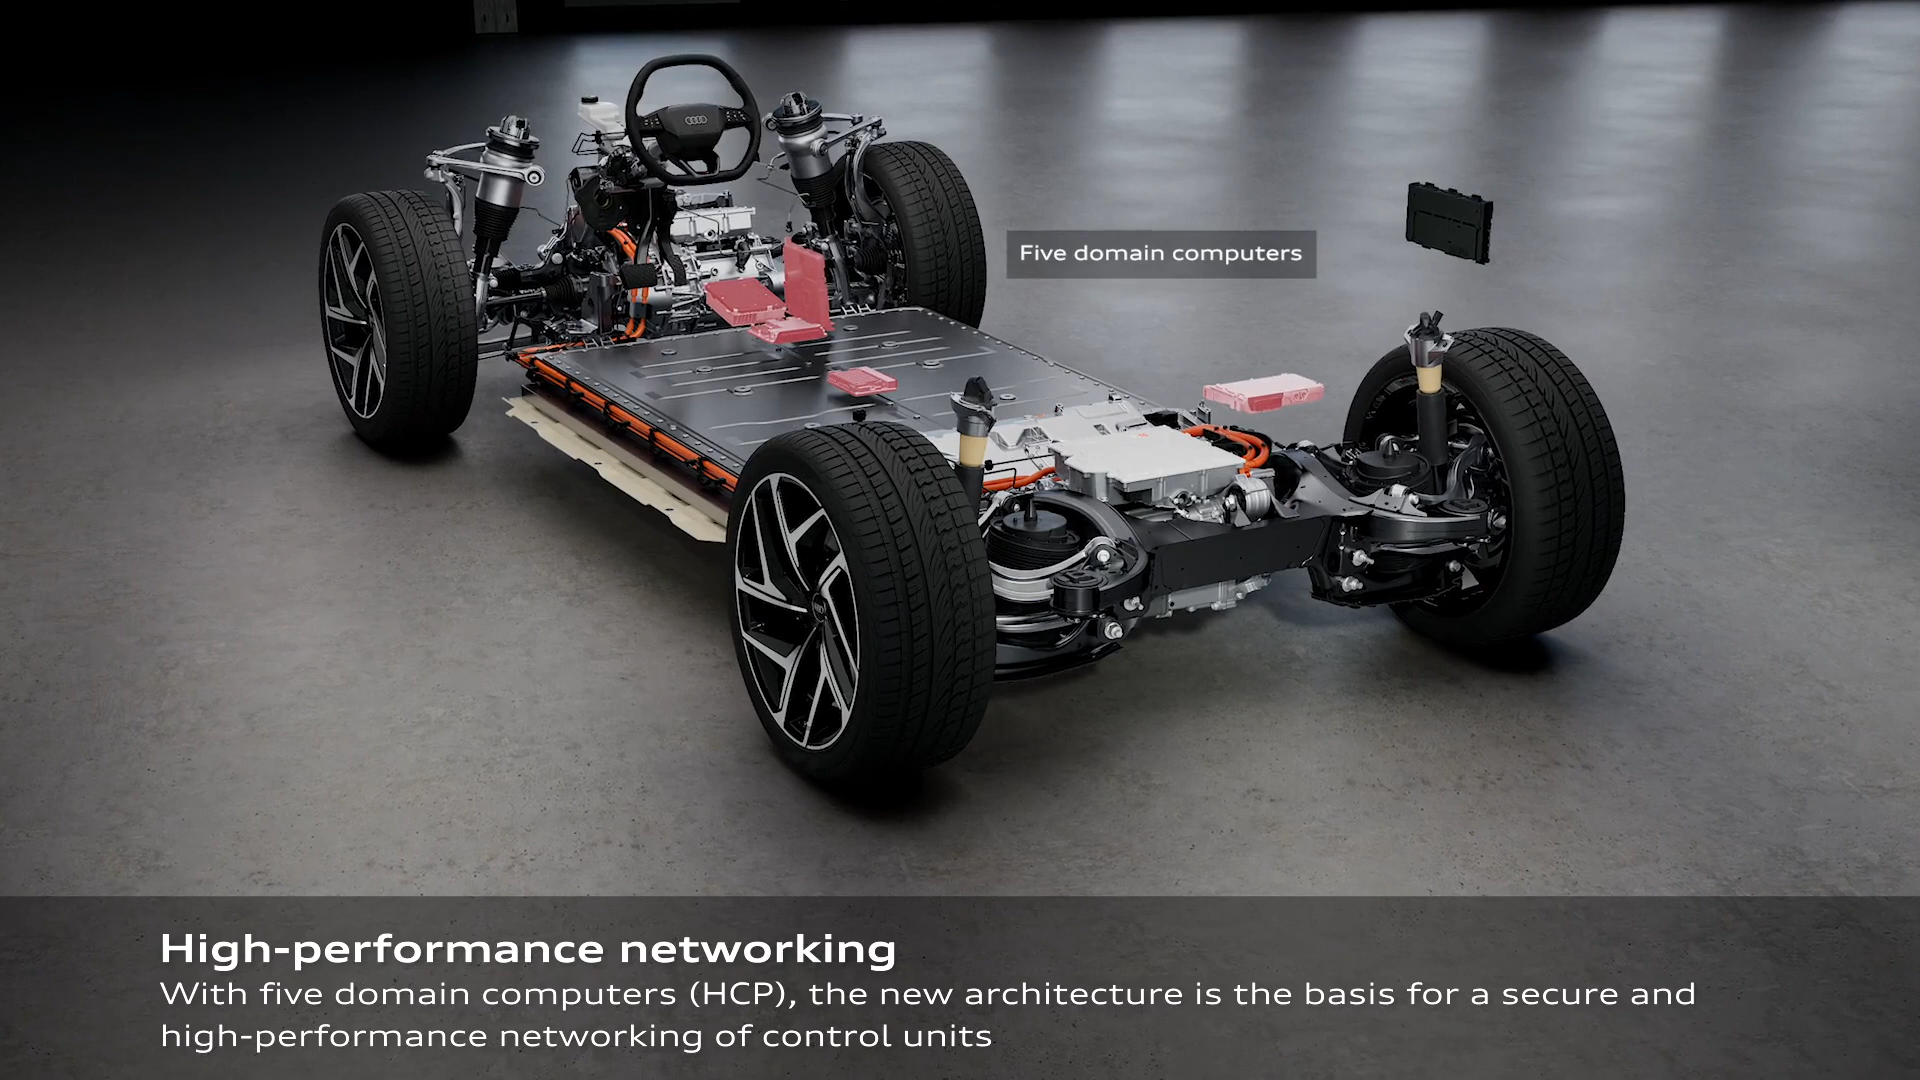 Five domain computers
High-performance networking
With five domain computers (HCP), the new architecture is the basis for a secure and
high-performance networking of control units